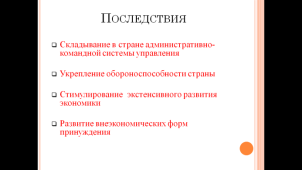 ПОСЛЕДСТВИЯ
Складывание в стране административно-
командной системы управления
Укрепление обороноспособности страны
Стимулирование экстенсивного развития
экономики
Развитие внеэкономических форм
принуждения